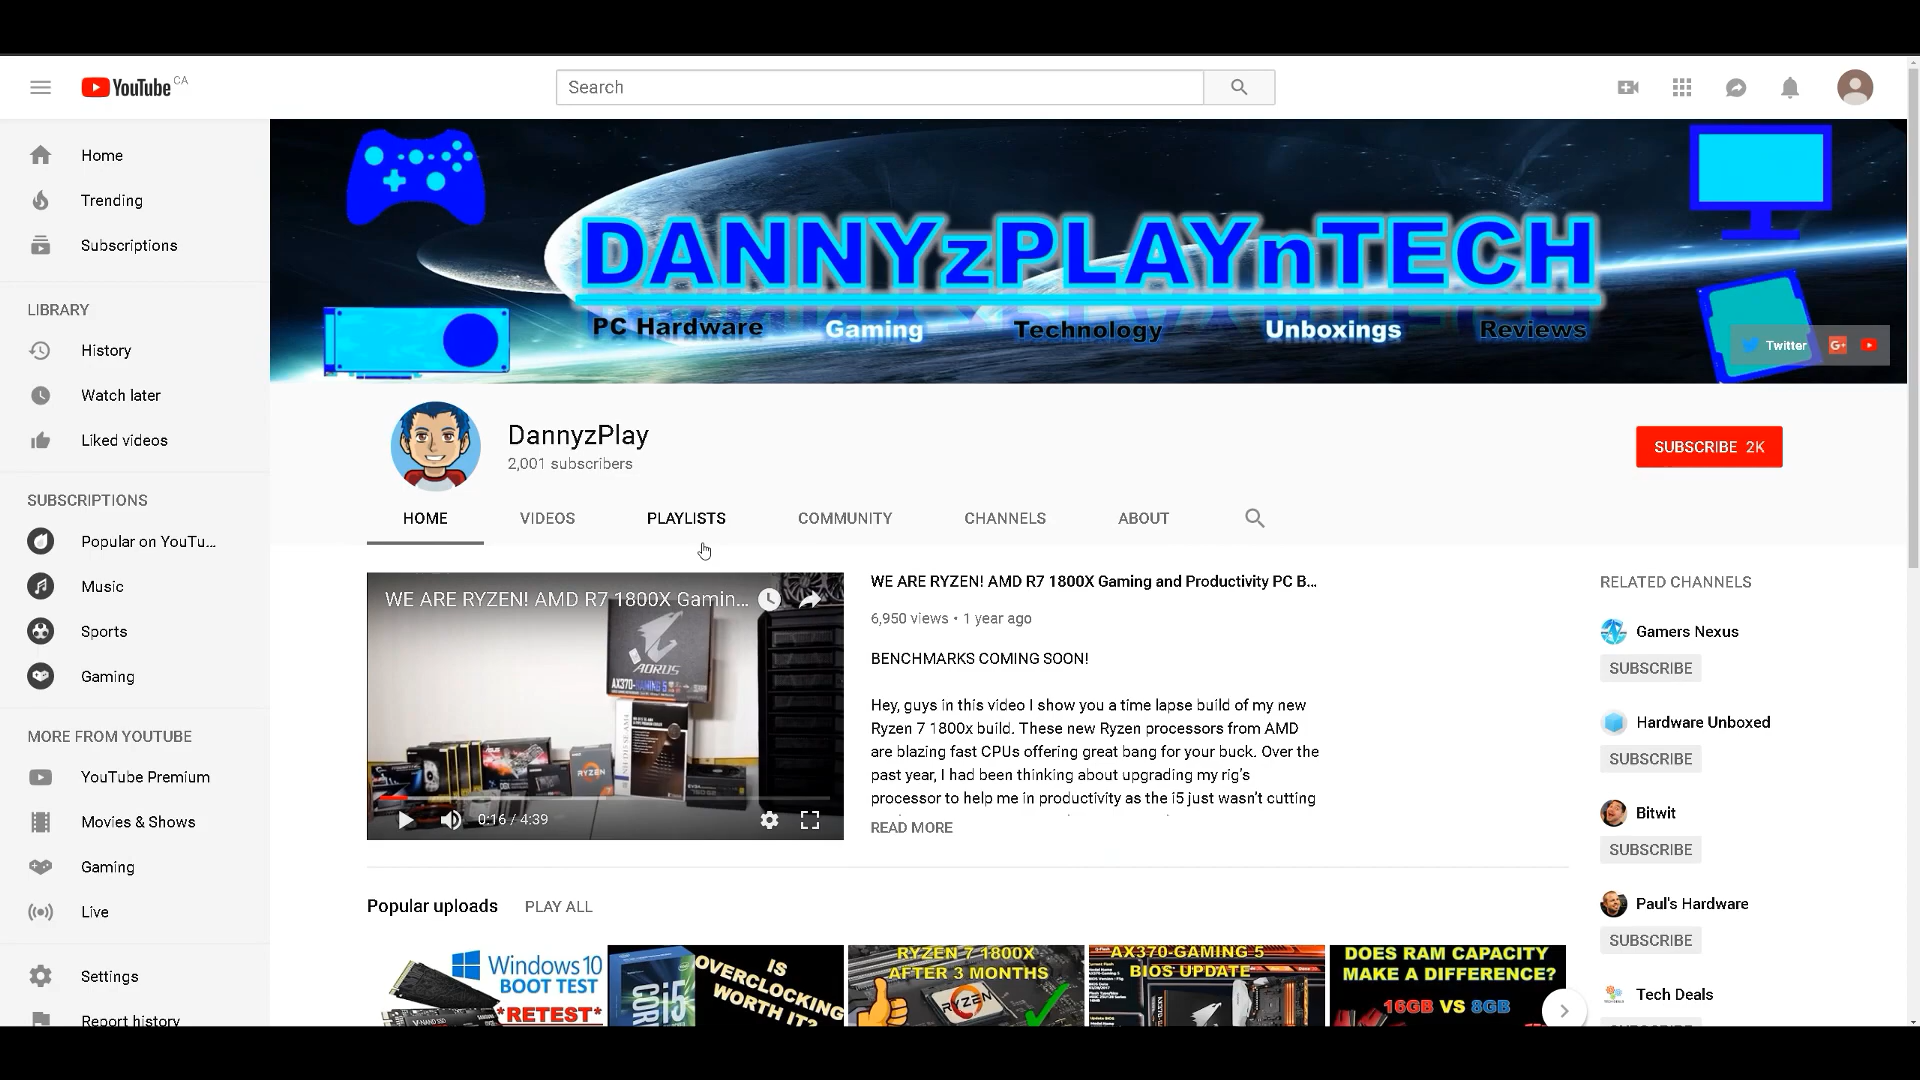 YouTube CA
Search
Home
Trending
Subscriptions
LIBRARY
History
Watch later
Liked videos
SUBSCRIPTIONS
Popular on YouTu...
Music
Sports
Gaming
MORE FROM YOUTUBE
YouTube Premium
Movies & Shows
Gaming
Live
Settings
Report history
DANNYzPLAYnTECH
PC Hardware Gaming Technology Unboxings Reviews
Twitter G+
DannyzPlay
2,001 subscribers
SUBSCRIBE 2K
HOME VIDEOS PLAYLISTS COMMUNITY CHANNELS ABOUT
WE ARE RYZEN! AMD R7 1800X Gamin...
AORUS
AX370-GAMING 5
RYZEN
0:16 / 4:39
WE ARE RYZEN! AMD R7 1800X Gaming and Productivity PC B...
6,950 views • 1 year ago
BENCHMARKS COMING SOON!
Hey, guys in this video I show you a time lapse build of my new
Ryzen 7 1800x build. These new Ryzen processors from AMD
are blazing fast CPUs offering great bang for your buck. Over the
past year, I had been thinking about upgrading my rig's
processor to help me in productivity as the i5 just wasn't cutting
READ MORE
RELATED CHANNELS
Gamers Nexus
SUBSCRIBE
Hardware Unboxed
SUBSCRIBE
Bitwit
SUBSCRIBE
Paul's Hardware
SUBSCRIBE
Tech Deals
Popular uploads PLAY ALL
Windows 10
BOOT TEST
*RETEST*
CORE i5
IS
OVERCLOCKING
WORTH IT?
RYZEN 7 1800X
AFTER 3 MONTHS
RYZEN
AX370-GAMING 5
BIOS UPDATE
DOES RAM CAPACITY
MAKE A DIFFERENCE?
16GB VS 8GB